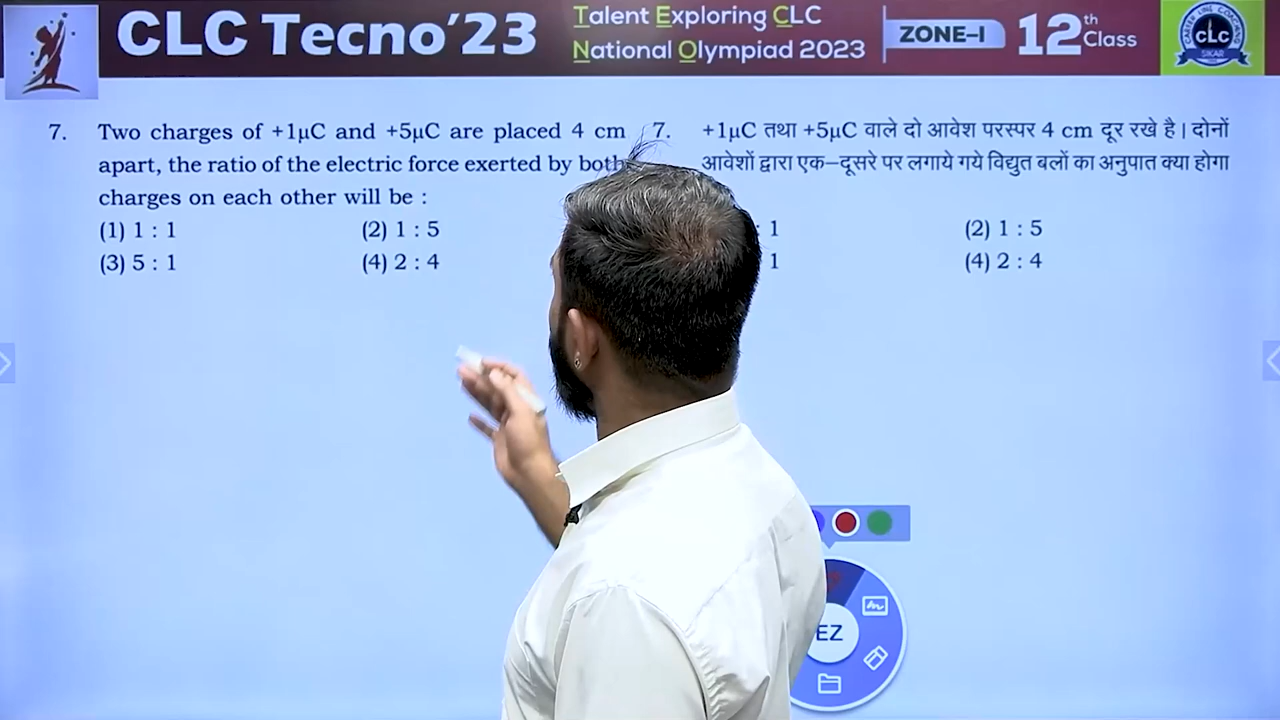 CLC Tecno'23
Talent Exploring CLC
National Olympiad 2023
ZONE-I
12th Class
CLC
SIKAR
7. Two charges of +1μC and +5μC are placed 4 cm
apart, the ratio of the electric force exerted by both
charges on each other will be :
(1) 1 : 1 (2) 1 : 5
(3) 5 : 1 (4) 2 : 4
7. +1μC तथा +5μC वाले दो आवेश परस्पर 4 cm दूर रखे है। दोनों
आवेशों द्वारा एक–दूसरे पर लगाये गये विद्युत बलों का अनुपात क्या होगा
: 1 (2) 1 : 5
1 (4) 2 : 4
EZ